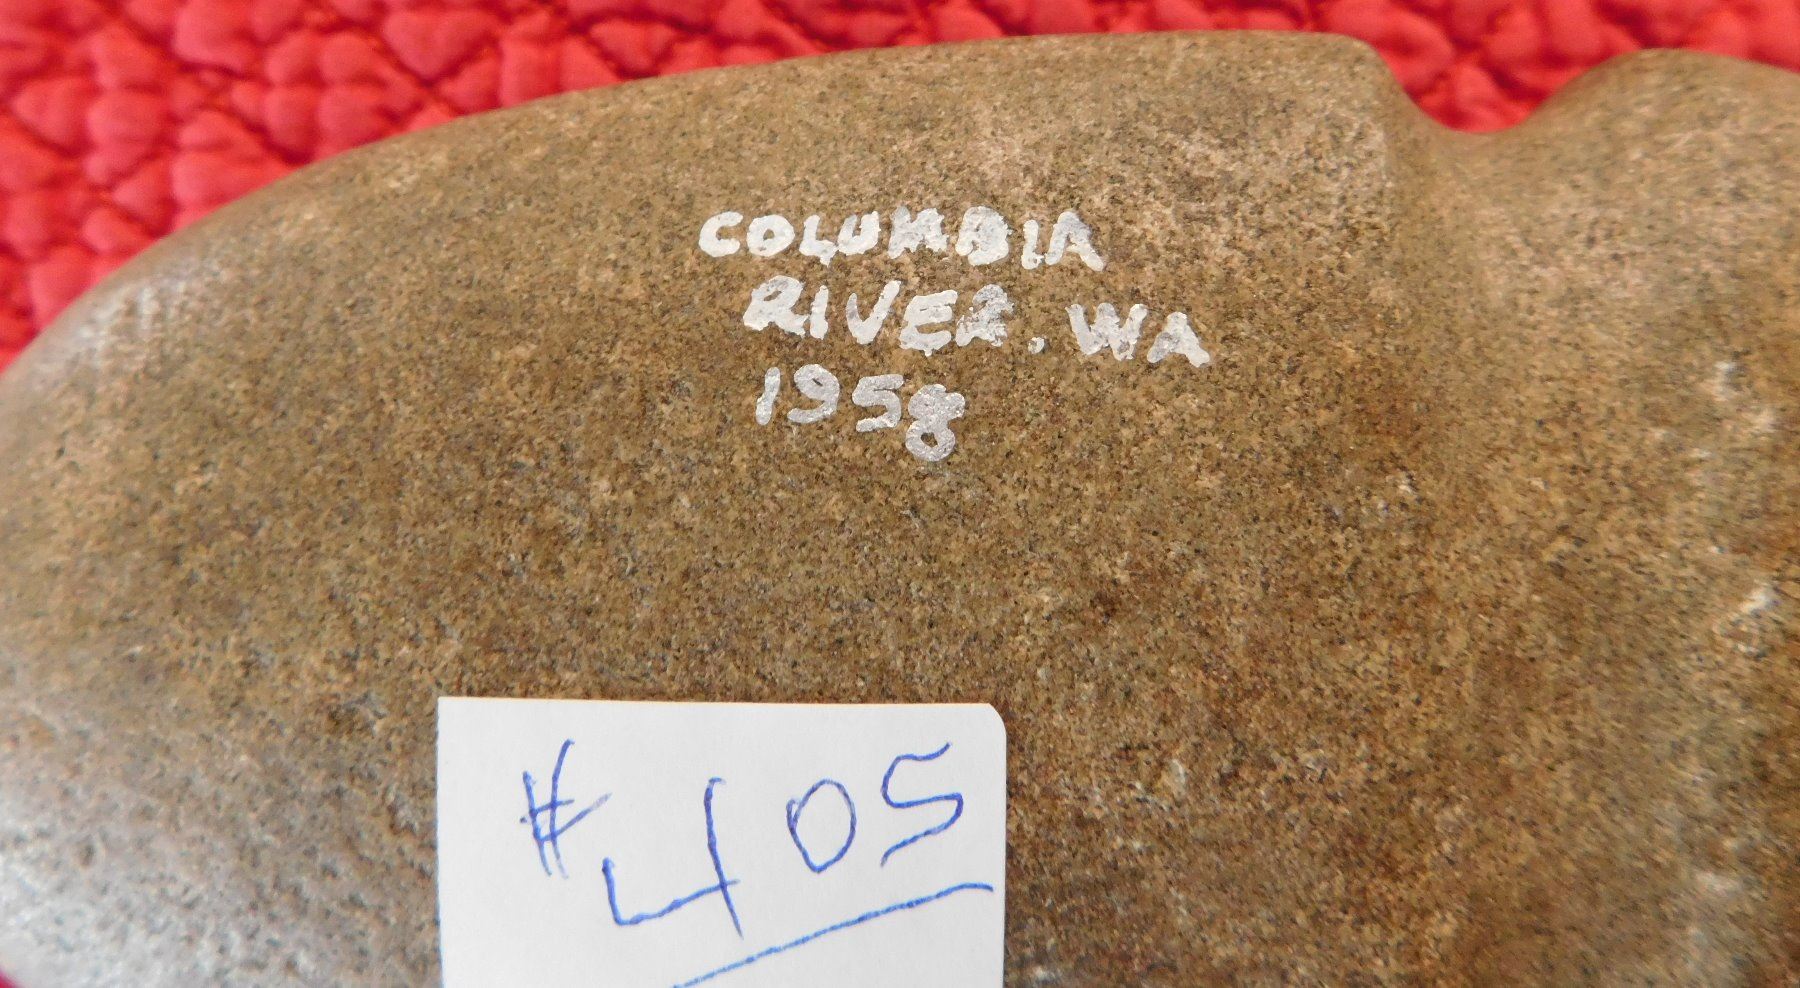 COLUMBIA
RIVER. WA
1958
#405